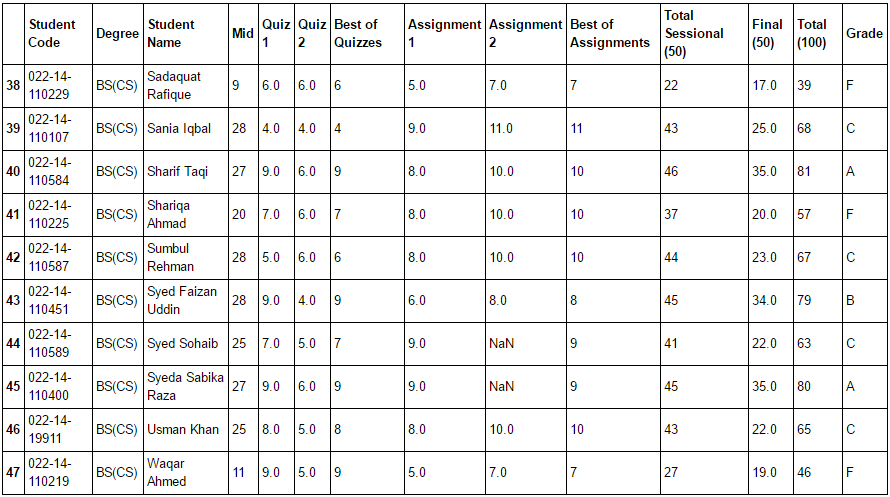 Student Code Degree Student Name Mid Quiz 1 Quiz 2 Best of Quizzes Assignment 1 Assignment 2 Best of Assignments Total Sessional (50) Final (50) Total (100) Grade
38 022-14-110229 BS(CS) Sadaquat Rafique 9 6.0 6.0 6 5.0 7.0 7 22 17.0 39 F
39 022-14-110107 BS(CS) Sania Iqbal 28 4.0 4.0 4 9.0 11.0 11 43 25.0 68 C
40 022-14-110584 BS(CS) Sharif Taqi 27 9.0 6.0 9 8.0 10.0 10 46 35.0 81 A
41 022-14-110225 BS(CS) Shariqa Ahmad 20 7.0 6.0 7 8.0 10.0 10 37 20.0 57 F
42 022-14-110587 BS(CS) Sumbul Rehman 28 5.0 6.0 6 8.0 10.0 10 44 23.0 67 C
43 022-14-110451 BS(CS) Syed Faizan Uddin 28 9.0 4.0 9 6.0 8.0 8 45 34.0 79 B
44 022-14-110589 BS(CS) Syed Sohaib 25 7.0 5.0 7 9.0 NaN 9 41 22.0 63 C
45 022-14-110400 BS(CS) Syeda Sabika Raza 27 9.0 6.0 9 9.0 NaN 9 45 35.0 80 A
46 022-14-19911 BS(CS) Usman Khan 25 8.0 5.0 8 8.0 10.0 10 43 22.0 65 C
47 022-14-110219 BS(CS) Waqar Ahmed 11 9.0 5.0 9 5.0 7.0 7 27 19.0 46 F